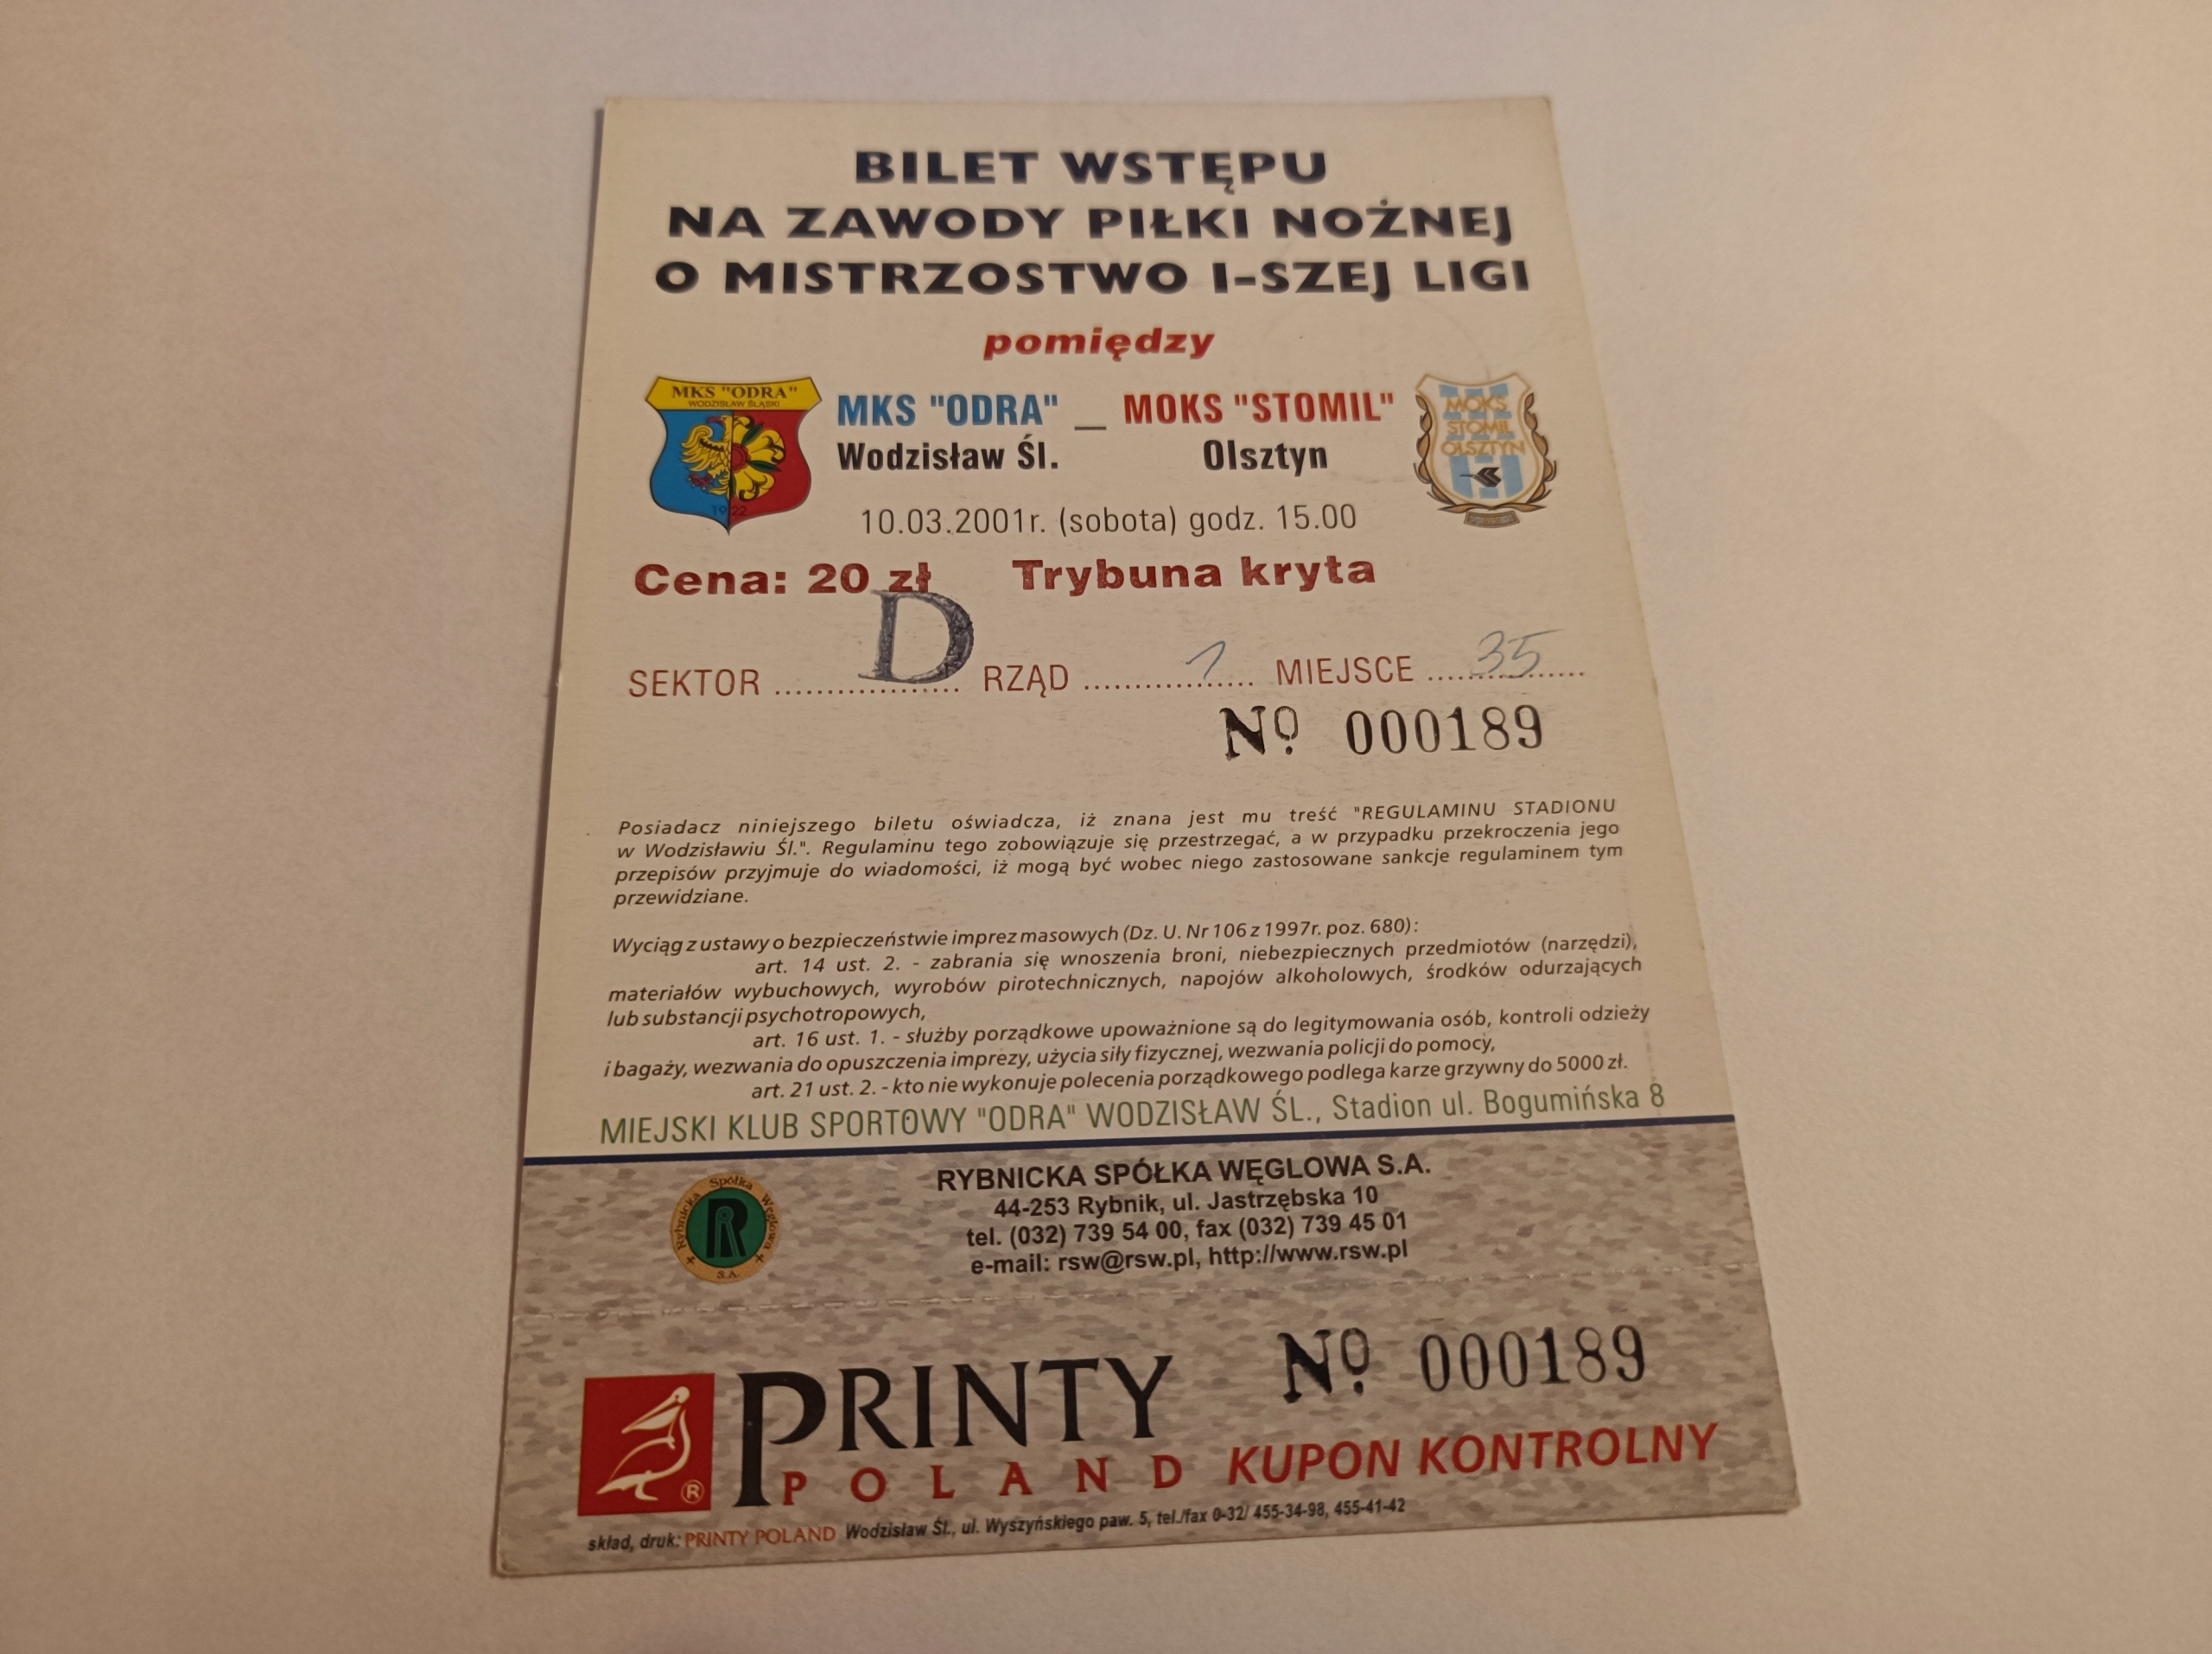 BILET WSTĘPU
NA ZAWODY PIŁKI NOŻNEJ
O MISTRZOSTWO I-SZEJ LIGI
pomiędzy
MKS "ODRA"
WODZISŁAW ŚLĄSKI
1922
MKS "ODRA" _ MOKS "STOMIL"
Wodzisław Śl. Olsztyn
MOKS
STOMIL
OLSZTYN
10.03.2001r. (sobota) godz. 15.00
Cena: 20 zł Trybuna kryta
SEKTOR .................. D RZĄD ................. 1 MIEJSCE ............... 35
Nº 000189
Posiadacz niniejszego biletu oświadcza, iż znana jest mu treść "REGULAMINU STADIONU
w Wodzisławiu Śl.". Regulaminu tego zobowiązuje się przestrzegać, a w przypadku przekroczenia jego
przepisów przyjmuje do wiadomości, iż mogą być wobec niego zastosowane sankcje regulaminem tym
przewidziane.
Wyciąg z ustawy o bezpieczeństwie imprez masowych (Dz. U. Nr 106 z 1997r. poz. 680):
art. 14 ust. 2. - zabrania się wnoszenia broni, niebezpiecznych przedmiotów (narzędzi),
materiałów wybuchowych, wyrobów pirotechnicznych, napojów alkoholowych, środków odurzających
lub substancji psychotropowych,
art. 16 ust. 1. - służby porządkowe upoważnione są do legitymowania osób, kontroli odzieży
i bagaży, wezwania do opuszczenia imprezy, użycia siły fizycznej, wezwania policji do pomocy,
art. 21 ust. 2. - kto nie wykonuje polecenia porządkowego podlega karze grzywny do 5000 zł.
MIEJSKI KLUB SPORTOWY "ODRA" WODZISŁAW ŚL., Stadion ul. Bogumińska 8
Rybnicka Spółka Węglowa
S.A.
R
RYBNICKA SPÓŁKA WĘGLOWA S.A.
44-253 Rybnik, ul. Jastrzębska 10
tel. (032) 739 54 00, fax (032) 739 45 01
e-mail: rsw@rsw.pl, http://www.rsw.pl
Nº 000189
®
PRINTY
POLAND
KUPON KONTROLNY
skład, druk: PRINTY POLAND Wodzisław Śl., ul. Wyszyńskiego paw. 5, tel./fax 0-32/ 455-34-98, 455-41-42